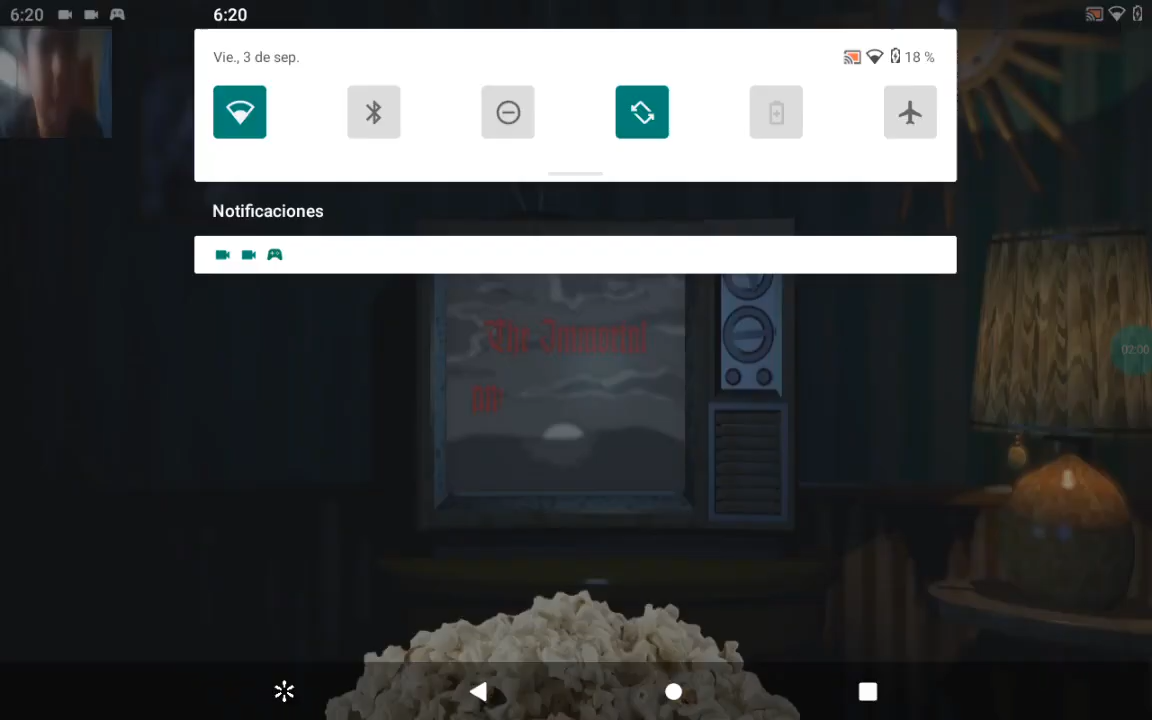 6:20
6:20
Vie., 3 de sep.
18 %
Notificaciones
The Immortal
02:00